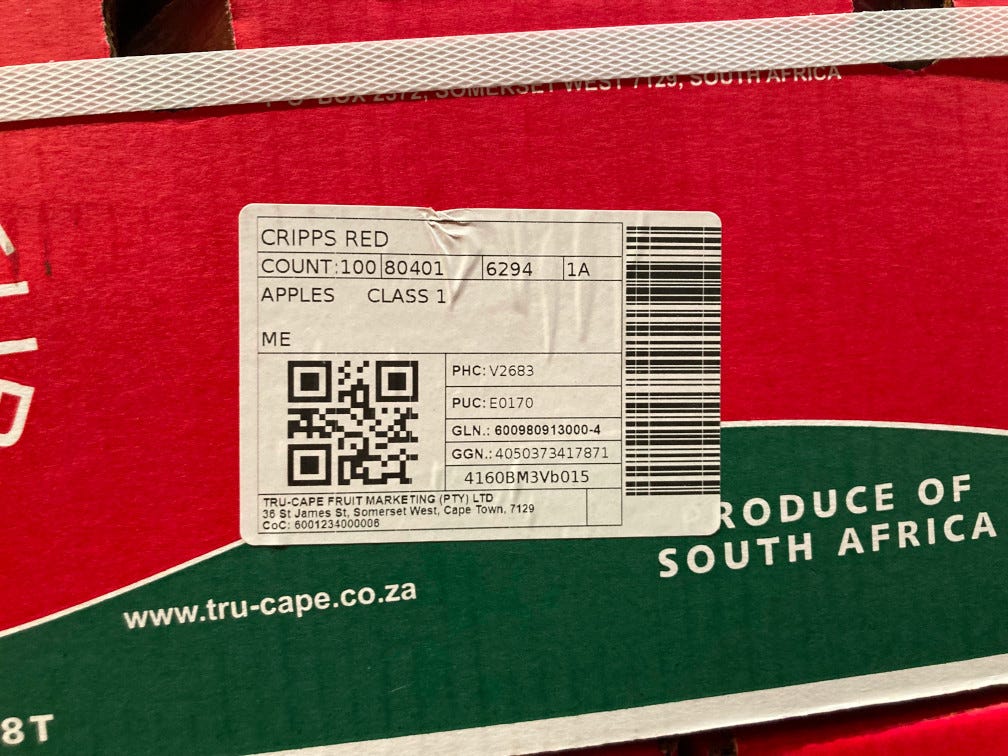 BOX 2372, SOMERSET WEST 7129, SOUTH AFRICA
CRIPPS RED
COUNT:100 80401 6294 1A
APPLES CLASS 1
ME
PHC: V2683
PUC: E0170
GLN.: 600980913000-4
GGN.: 4050373417871
4160BM3Vb015
TRU-CAPE FRUIT MARKETING (PTY) LTD
36 St James St, Somerset West, Cape Town, 7129
CoC: 6001234000006
PRODUCE OF
SOUTH AFRICA
www.tru-cape.co.za
8T